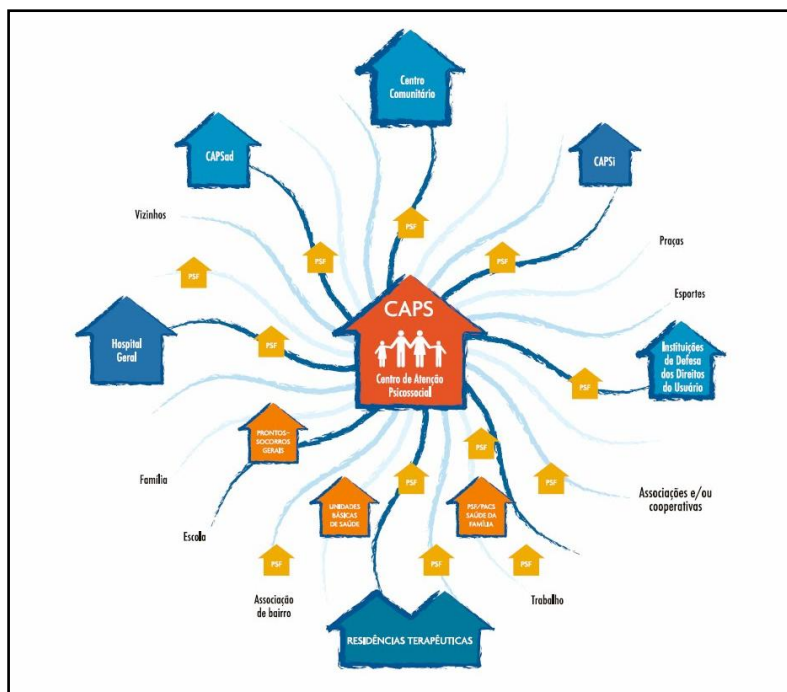 Centro
Comunitário
CAPSad
CAPSi
Vizinhos
PSF
PSF
PSF
Praças
PSF
Esportes
CAPS
Centro de Atenção
Psicossocial
Hospital
Geral
PSF
Instituições
de Defesa
dos Direitos
do Usuário
PSF
PRONTOS-
SOCORROS
GERAIS
PSF
Família
UNIDADES
BÁSICAS
DE SAÚDE
PSF
PSF/PACS
SAÚDE DA
FAMÍLIA
PSF
Associações e/ou
cooperativas
Escola
PSF
PSF
PSF
Associação
de bairro
Trabalho
RESIDÊNCIAS TERAPÊUTICAS